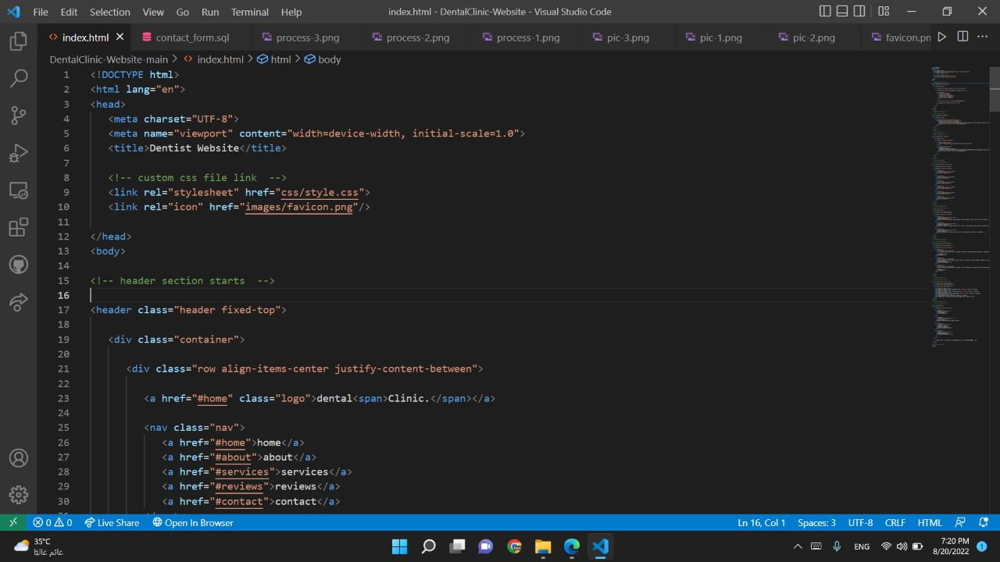 File Edit Selection View Go Run Terminal Help index.html - DentalClinic-Website - Visual Studio Code
index.html contact_form.sql process-3.png process-2.png process-1.png pic-3.png pic-1.png pic-2.png favicon.pn
DentalClinic-Website-main > index.html > html > body
1 <!DOCTYPE html>
2 <html lang="en">
3 <head>
4 <meta charset="UTF-8">
5 <meta name="viewport" content="width=device-width, initial-scale=1.0">
6 <title>Dentist Website</title>
7
8 <!-- custom css file link -->
9 <link rel="stylesheet" href="css/style.css">
10 <link rel="icon" href="images/favicon.png"/>
11
12 </head>
13 <body>
14
15 <!-- header section starts  -->
16
17 <header class="header fixed-top">
18
19 <div class="container">
20
21 <div class="row align-items-center justify-content-between">
22
23 <a href="#home" class="logo">dental<span>Clinic.</span></a>
24
25 <nav class="nav">
26 <a href="#home">home</a>
27 <a href="#about">about</a>
28 <a href="#services">services</a>
29 <a href="#reviews">reviews</a>
30 <a href="#contact">contact</a>
0 0 Live Share Open In Browser Ln 16, Col 1 Spaces: 3 UTF-8 CRLF HTML
35°C
غائم غالبًا
ENG
7:20 PM
8/20/2022
1